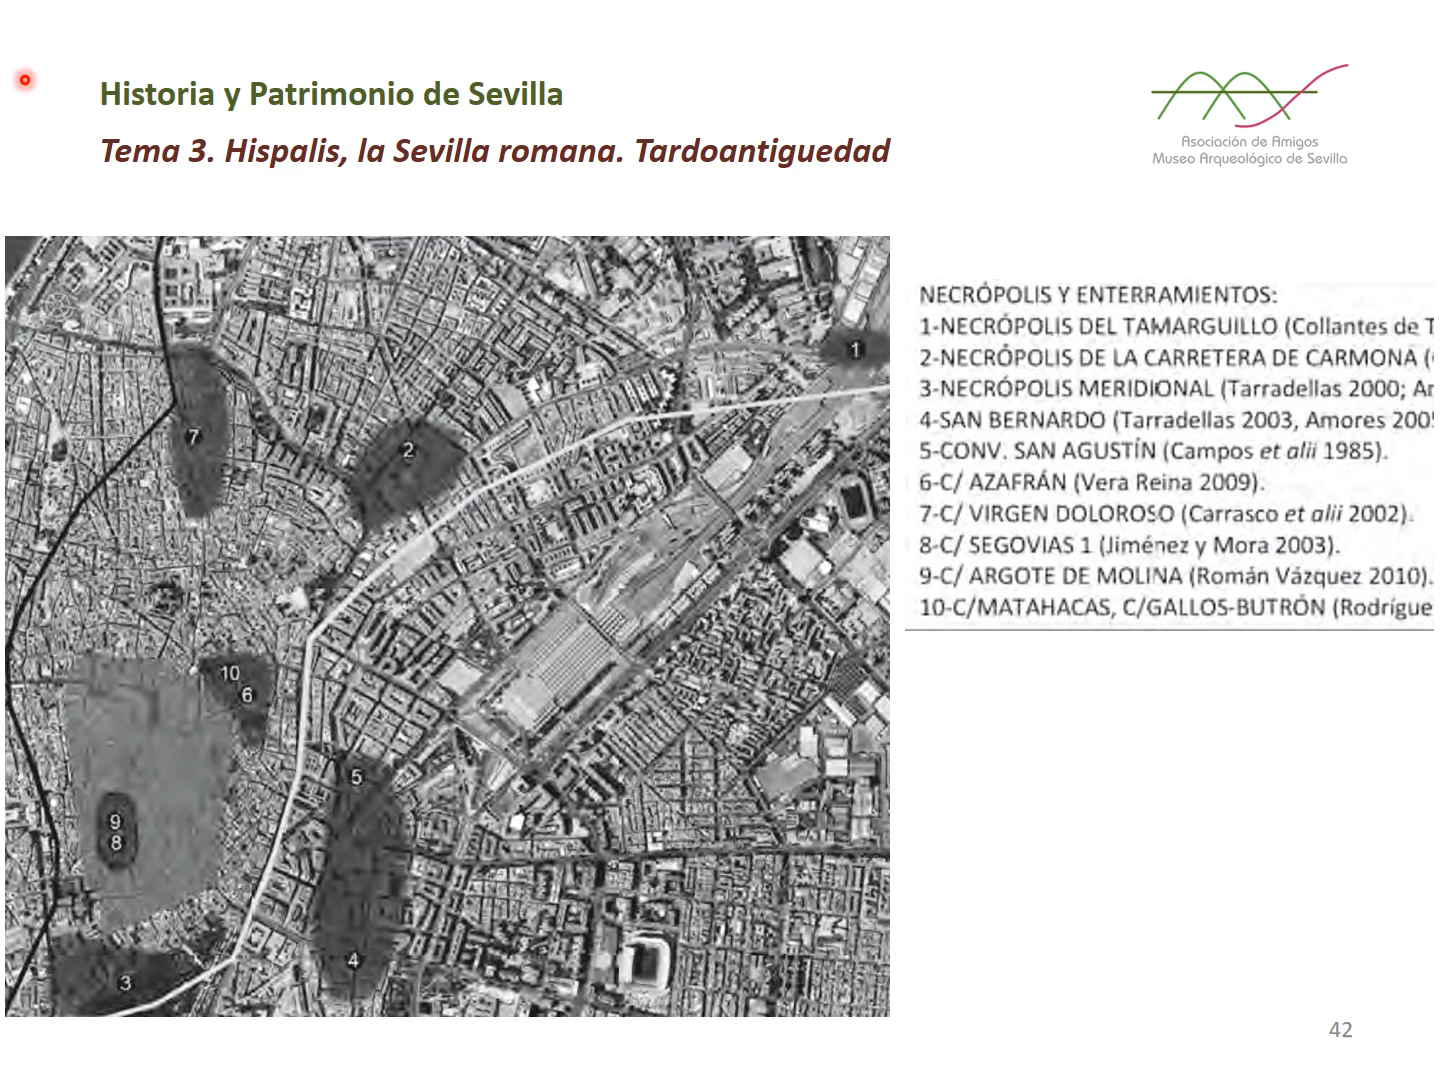 Historia y Patrimonio de Sevilla
Tema 3. Hispalis, la Sevilla romana. Tardoantiguedad
Asociación de Amigos
Museo Arqueológico de Sevilla
NECRÓPOLIS Y ENTERRAMIENTOS:
1-NECRÓPOLIS DEL TAMARGUILLO (Collantes de T
2-NECRÓPOLIS DE LA CARRETERA DE CARMONA (
3-NECRÓPOLIS MERIDIONAL (Tarradellas 2000; Ar
4-SAN BERNARDO (Tarradellas 2003, Amores 2005
5-CONV. SAN AGUSTÍN (Campos et alii 1985).
6-C/ AZAFRÁN (Vera Reina 2009).
7-C/ VIRGEN DOLOROSO (Carrasco et alii 2002).
8-C/ SEGOVIAS 1 (Jiménez y Mora 2003).
9-C/ ARGOTE DE MOLINA (Román Vázquez 2010).
10-C/MATAHACAS, C/GALLOS-BUTRÓN (Rodrígue
1
7
2
10
6
5
9
8
4
3
42